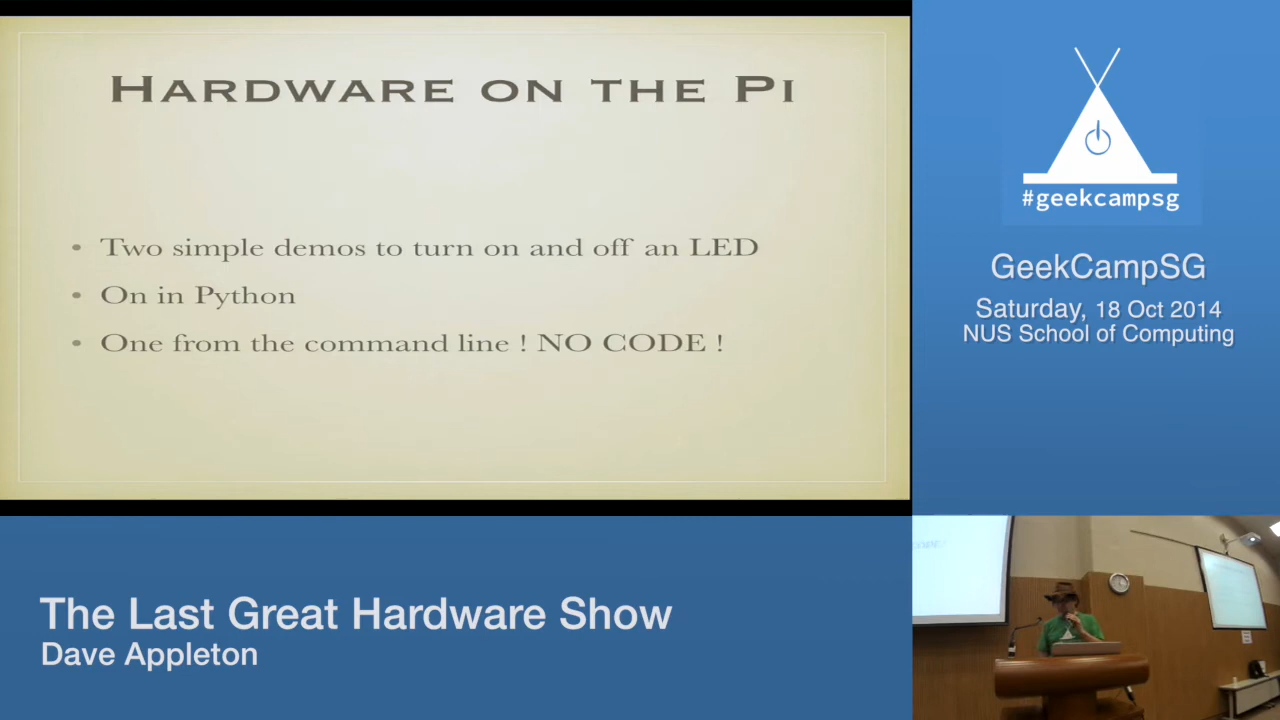 HARDWARE ON THE PI
• Two simple demos to turn on and off an LED
• On in Python
• One from the command line ! NO CODE !
#geekcampsg
GeekCampSG
Saturday, 18 Oct 2014
NUS School of Computing
The Last Great Hardware Show
Dave Appleton